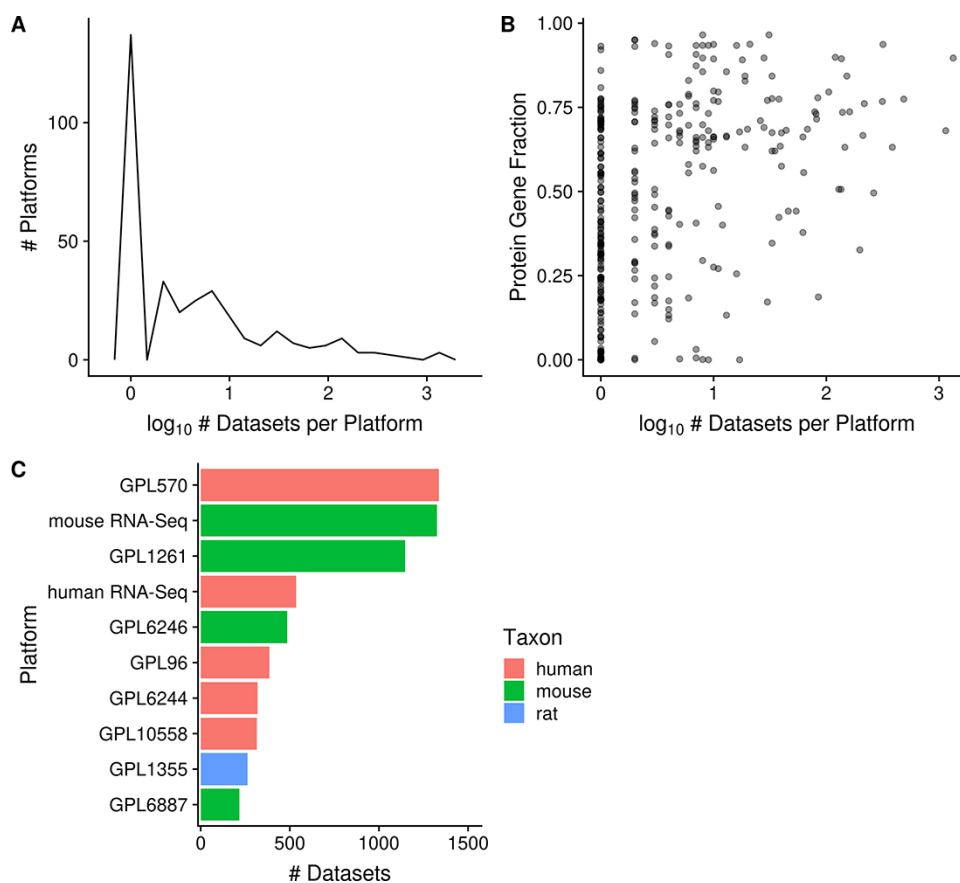 A
# Platforms
100
50
0
0
1
2
3
log₁₀ # Datasets per Platform
B
Protein Gene Fraction
1.00
0.75
0.50
0.25
0.00
0
1
2
3
log₁₀ # Datasets per Platform
C
Platform
GPL570
mouse RNA-Seq
GPL1261
human RNA-Seq
GPL6246
GPL96
GPL6244
GPL10558
GPL1355
GPL6887
0
500
1000
1500
# Datasets
Taxon
human
mouse
rat